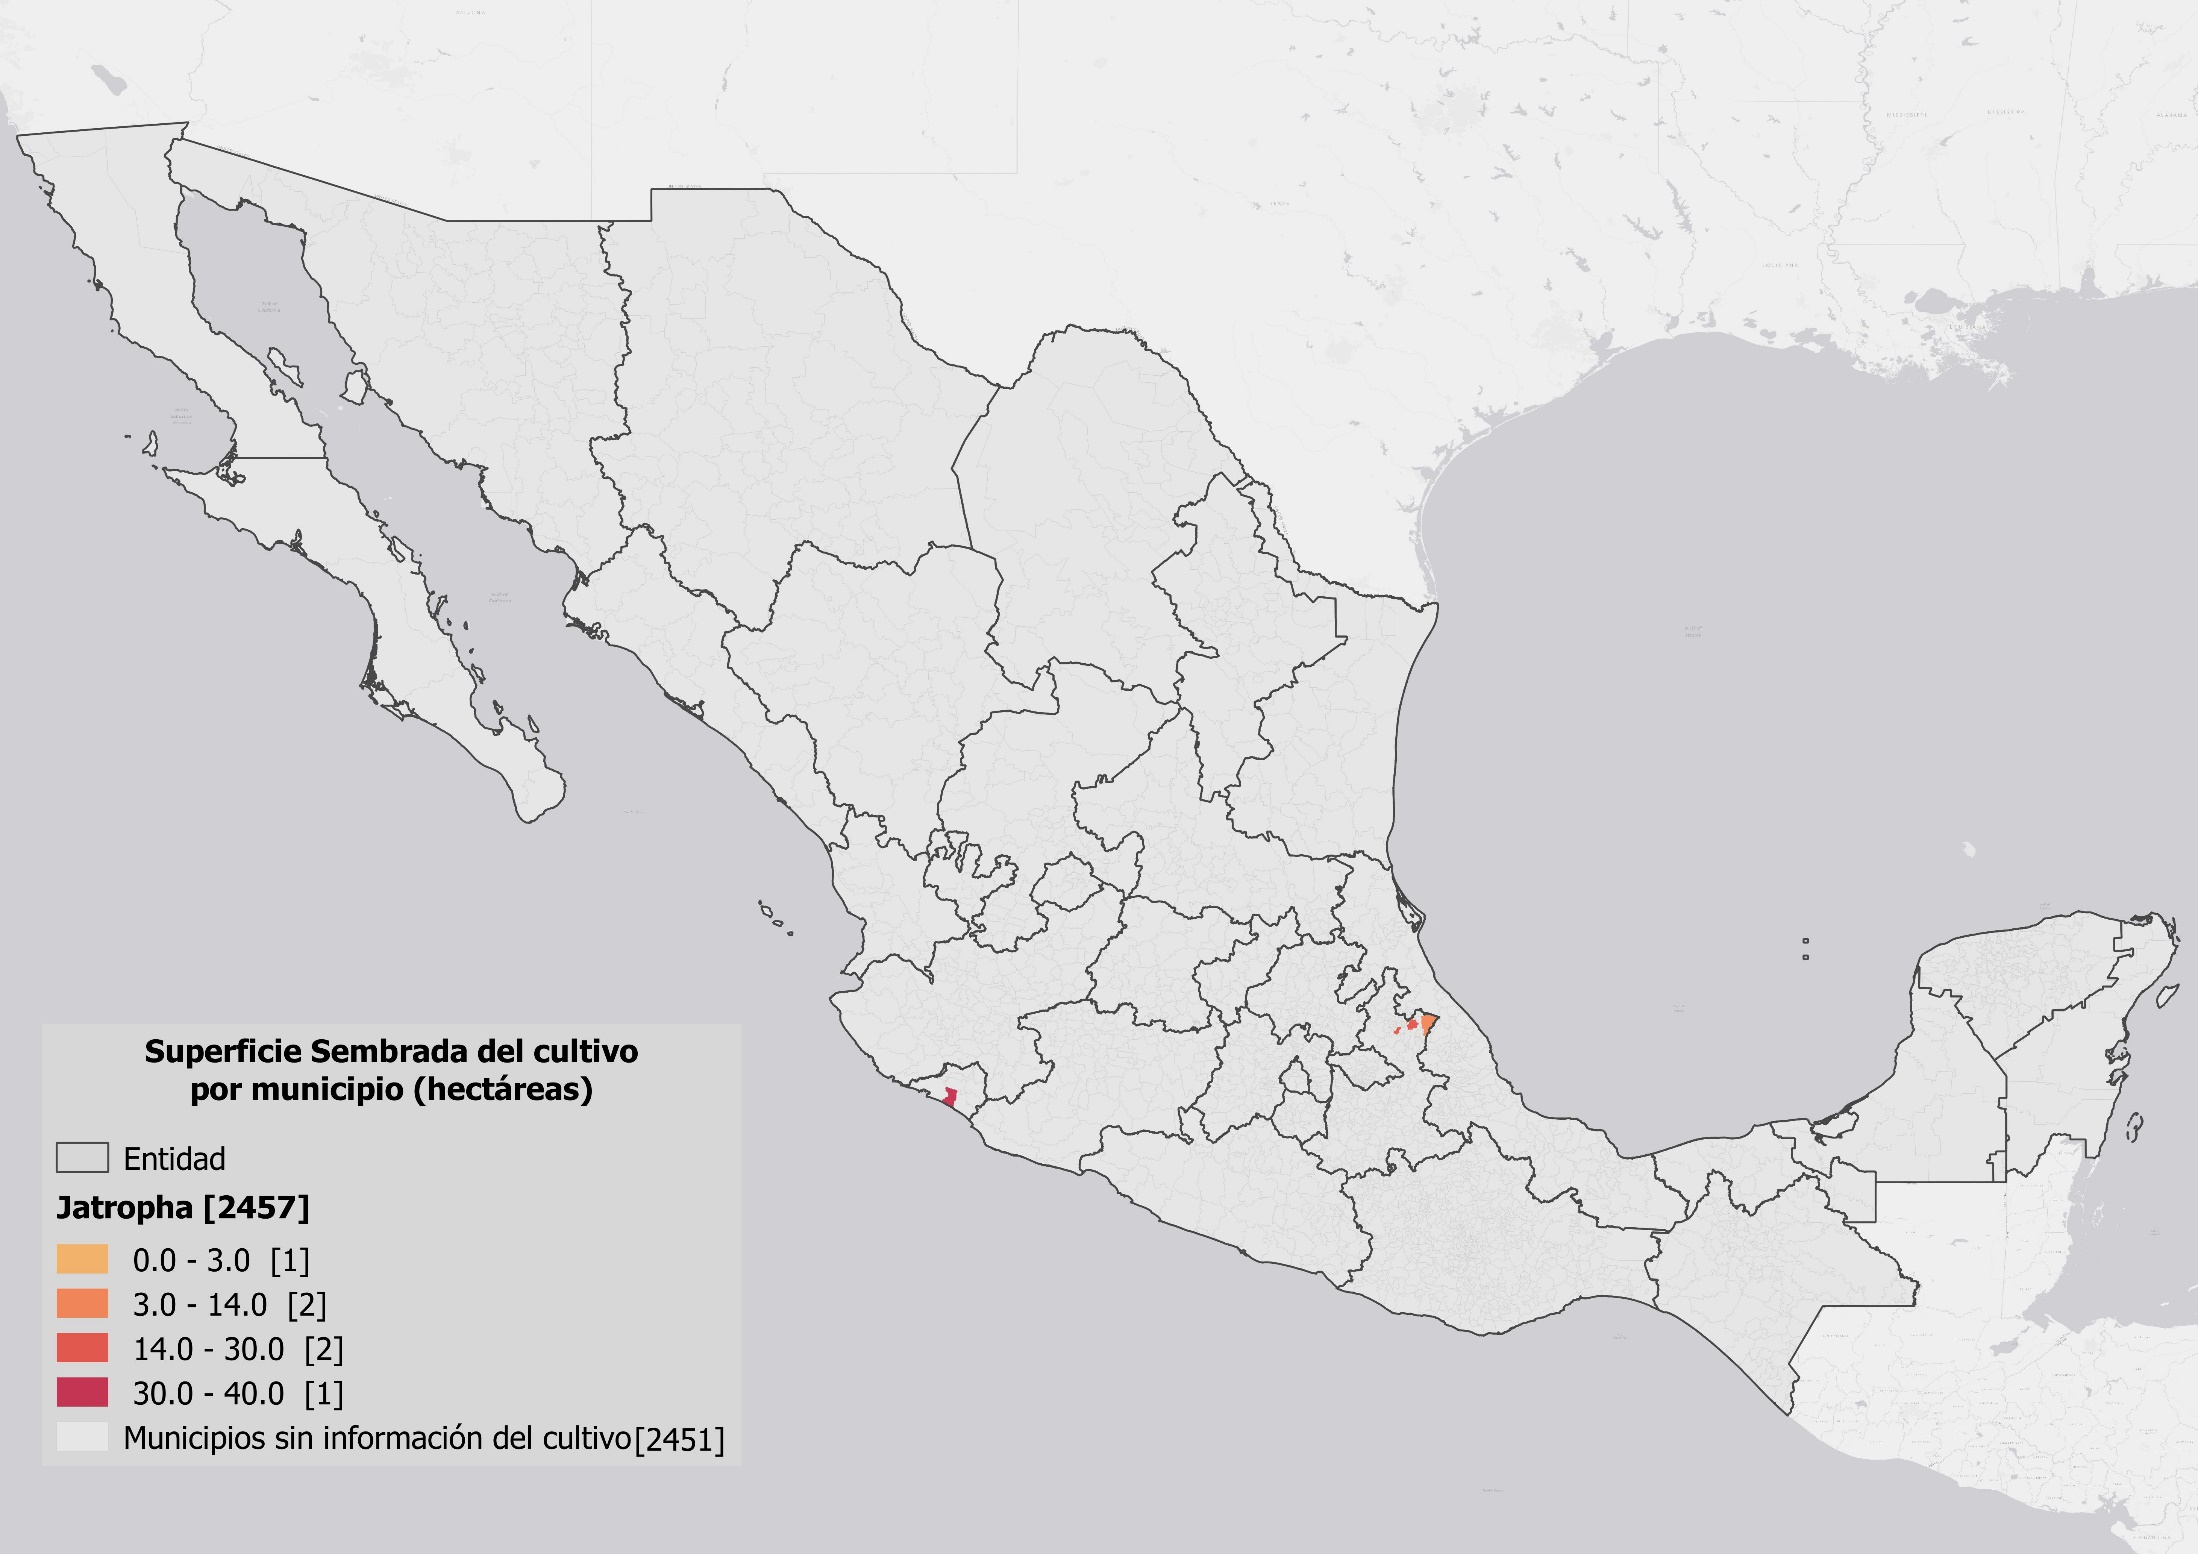 Superficie Sembrada del cultivo
por municipio (hectáreas)
Entidad
Jatropha [2457]
0.0 - 3.0 [1]
3.0 - 14.0 [2]
14.0 - 30.0 [2]
30.0 - 40.0 [1]
Municipios sin información del cultivo [2451]